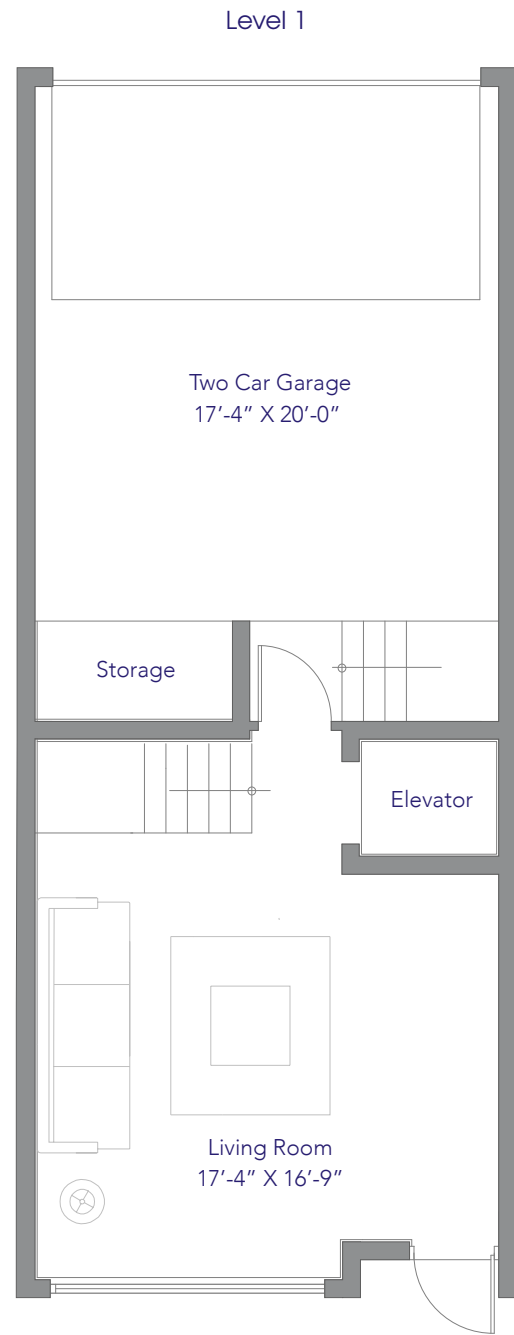 Level 1
Two Car Garage
17’-4” X 20’-0”
Storage
Elevator
Living Room
17’-4” X 16’-9”